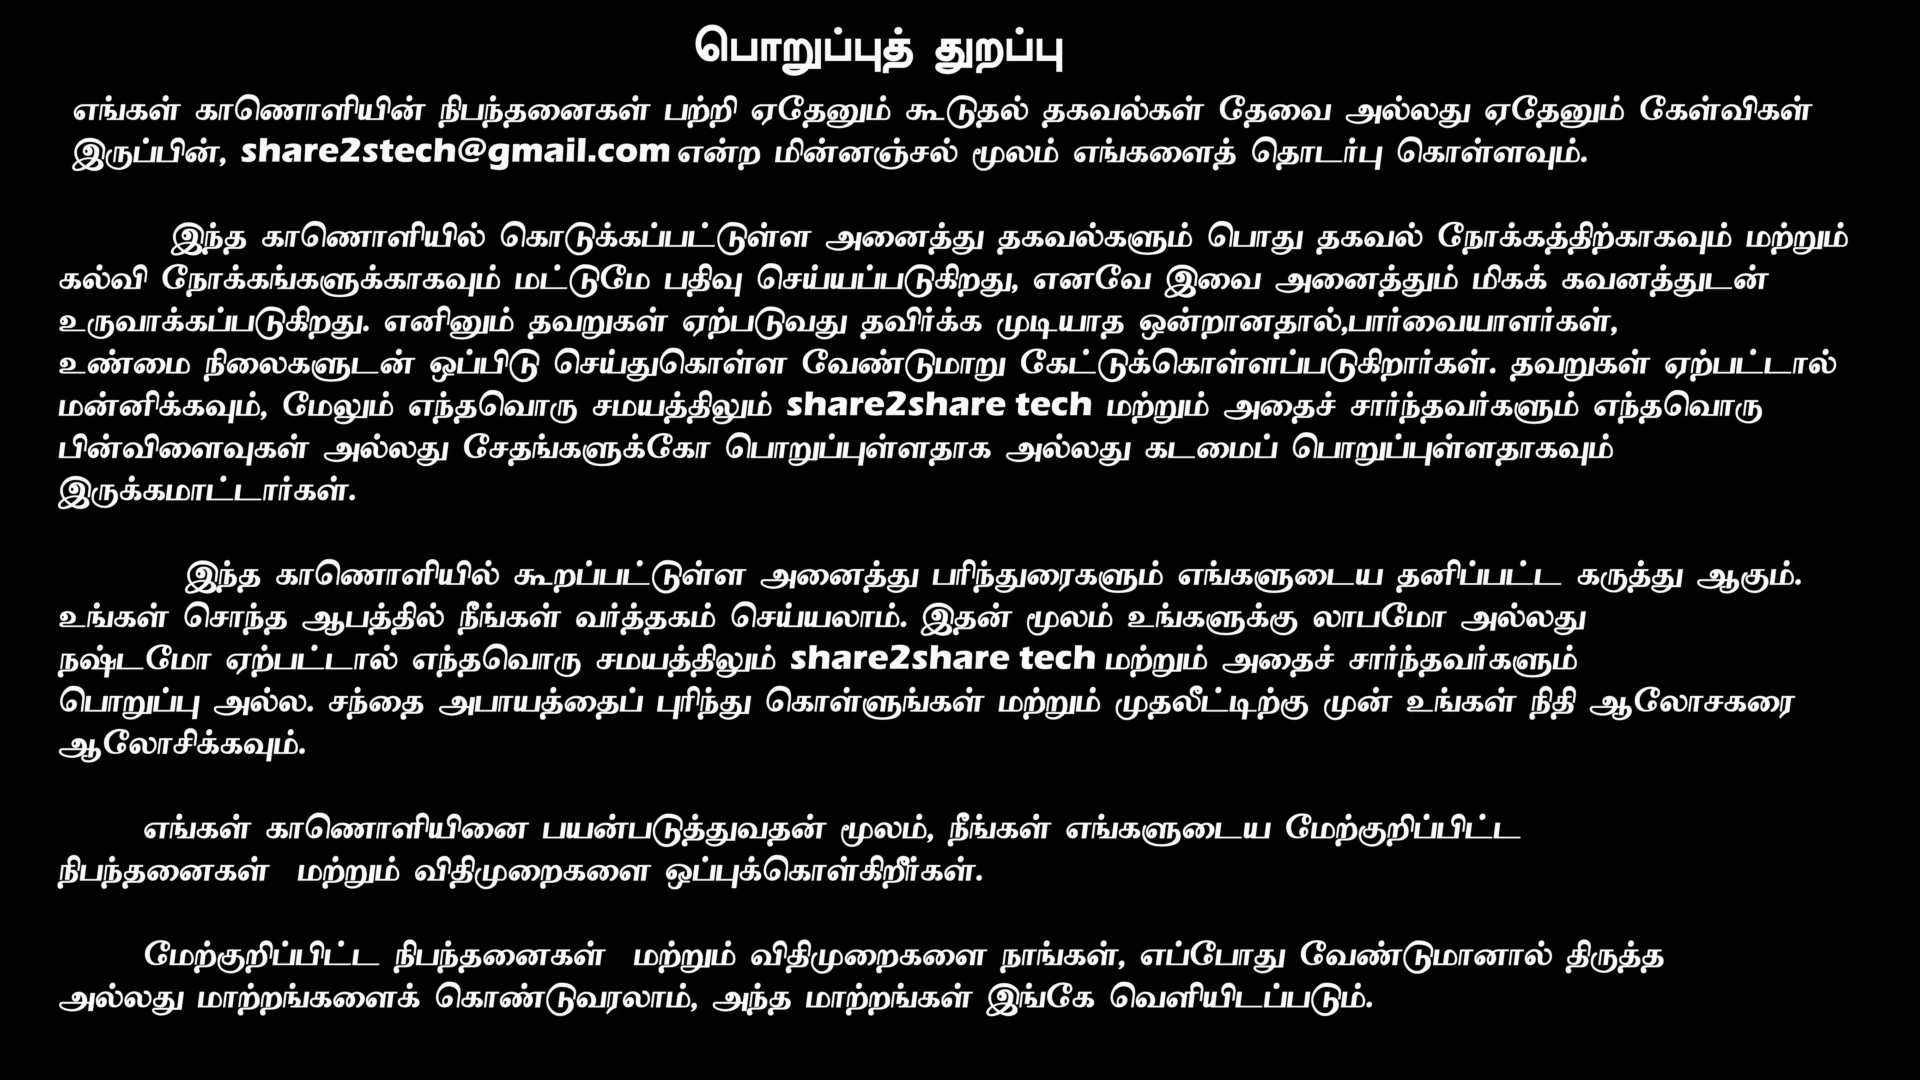 பொறுப்புத் துறப்பு
எங்கள் காணொளியின் நிபந்தனைகள் பற்றி ஏதேனும் கூடுதல் தகவல்கள் தேவை அல்லது ஏதேனும் கேள்விகள்
இருப்பின், share2stech@gmail.com என்ற மின்னஞ்சல் மூலம் எங்களைத் தொடர்பு கொள்ளவும்.
இந்த காணொளியில் கொடுக்கப்பட்டுள்ள அனைத்து தகவல்களும் பொது தகவல் நோக்கத்திற்காகவும் மற்றும்
கல்வி நோக்கங்களுக்காகவும் மட்டுமே பதிவு செய்யப்படுகிறது, எனவே இவை அனைத்தும் மிகக் கவனத்துடன்
உருவாக்கப்படுகிறது. எனினும் தவறுகள் ஏற்படுவது தவிர்க்க முடியாத ஒன்றானதால்,பார்வையாளர்கள்,
உண்மை நிலைகளுடன் ஒப்பிடு செய்துகொள்ள வேண்டுமாறு கேட்டுக்கொள்ளப்படுகிறார்கள். தவறுகள் ஏற்பட்டால்
மன்னிக்கவும், மேலும் எந்தவொரு சமயத்திலும் share2share tech மற்றும் அதைச் சார்ந்தவர்களும் எந்தவொரு
பின்விளைவுகள் அல்லது சேதங்களுக்கோ பொறுப்புள்ளதாக அல்லது கடமைப் பொறுப்புள்ளதாகவும்
இருக்கமாட்டார்கள்.
இந்த காணொளியில் கூறப்பட்டுள்ள அனைத்து பரிந்துரைகளும் எங்களுடைய தனிப்பட்ட கருத்து ஆகும்.
உங்கள் சொந்த ஆபத்தில் நீங்கள் வர்த்தகம் செய்யலாம். இதன் மூலம் உங்களுக்கு லாபமோ அல்லது
நஷ்டமோ ஏற்பட்டால் எந்தவொரு சமயத்திலும் share2share tech மற்றும் அதைச் சார்ந்தவர்களும்
பொறுப்பு அல்ல. சந்தை அபாயத்தைப் புரிந்து கொள்ளுங்கள் மற்றும் முதலீட்டிற்கு முன் உங்கள் நிதி ஆலோசகரை
ஆலோசிக்கவும்.
எங்கள் காணொளியினை பயன்படுத்துவதன் மூலம், நீங்கள் எங்களுடைய மேற்குறிப்பிட்ட
நிபந்தனைகள் மற்றும் விதிமுறைகளை ஒப்புக்கொள்கிறீர்கள்.
மேற்குறிப்பிட்ட நிபந்தனைகள் மற்றும் விதிமுறைகளை நாங்கள், எப்போது வேண்டுமானால் திருத்த
அல்லது மாற்றங்களைக் கொண்டுவரலாம், அந்த மாற்றங்கள் இங்கே வெளியிடப்படும்.